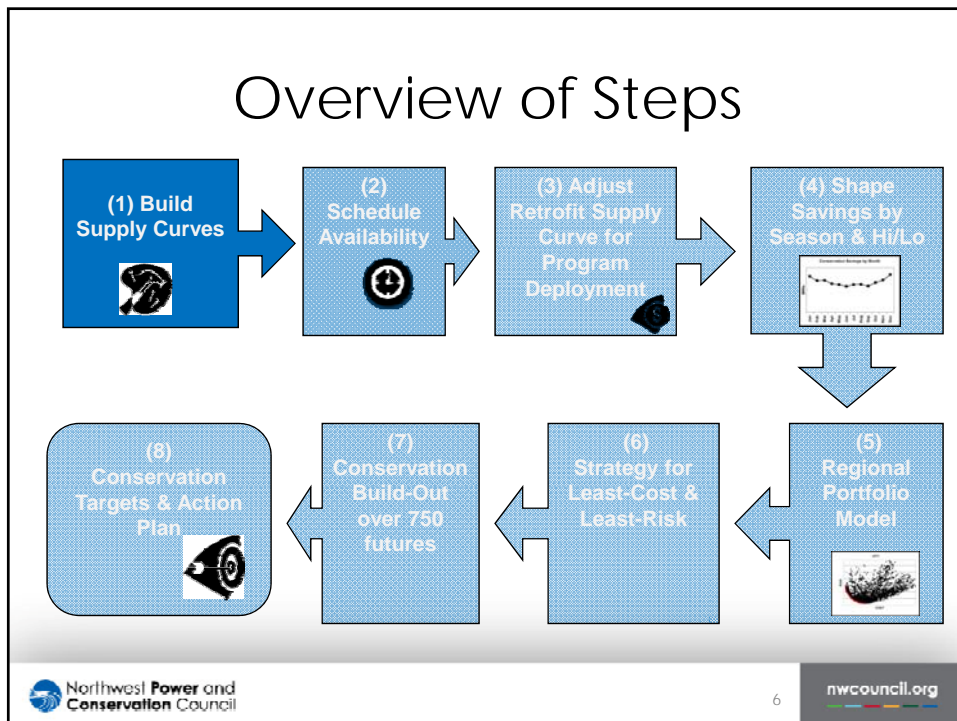 Overview of Steps
(1) Build
Supply Curves
(2)
Schedule
Availability
(3) Adjust
Retrofit Supply
Curve for
Program
Deployment
(4) Shape
Savings by
Season & Hi/Lo
(5)
Regional
Portfolio
Model
(6)
Strategy for
Least-Cost &
Least-Risk
(7)
Conservation
Build-Out
over 750
futures
(8)
Conservation
Targets & Action
Plan
Northwest Power and
Conservation Council
6
nwcouncil.org